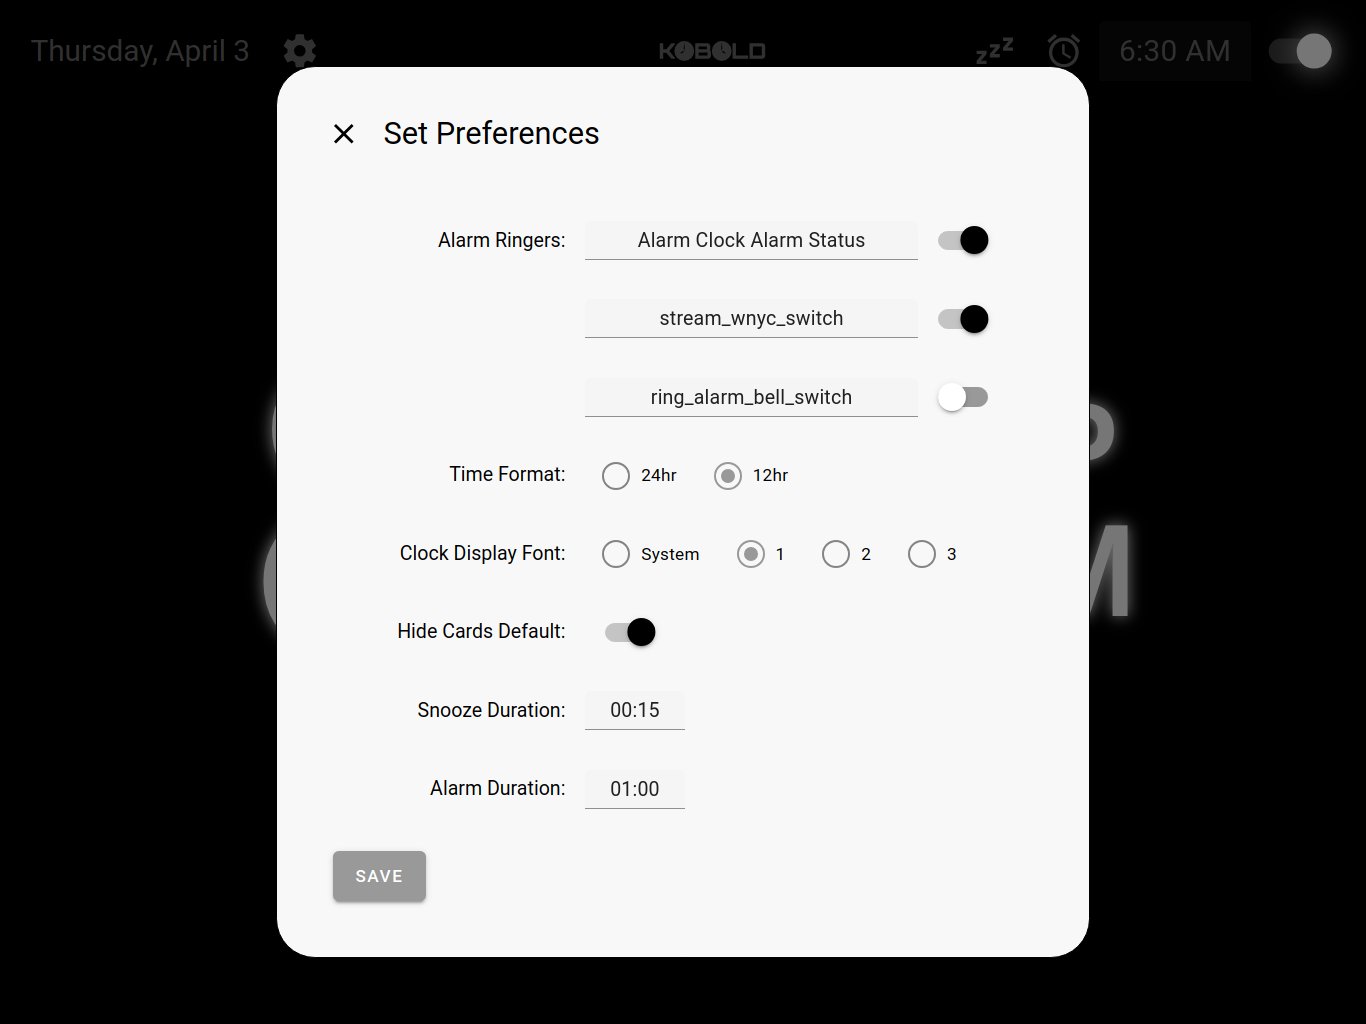 Thursday, April 3 KOBOLD zzz 6:30 AM
Set Preferences
Alarm Ringers: Alarm Clock Alarm Status
stream_wnyc_switch
ring_alarm_bell_switch
Time Format: 24hr 12hr
Clock Display Font: System 1 2 3
Hide Cards Default:
Snooze Duration: 00:15
Alarm Duration: 01:00
SAVE